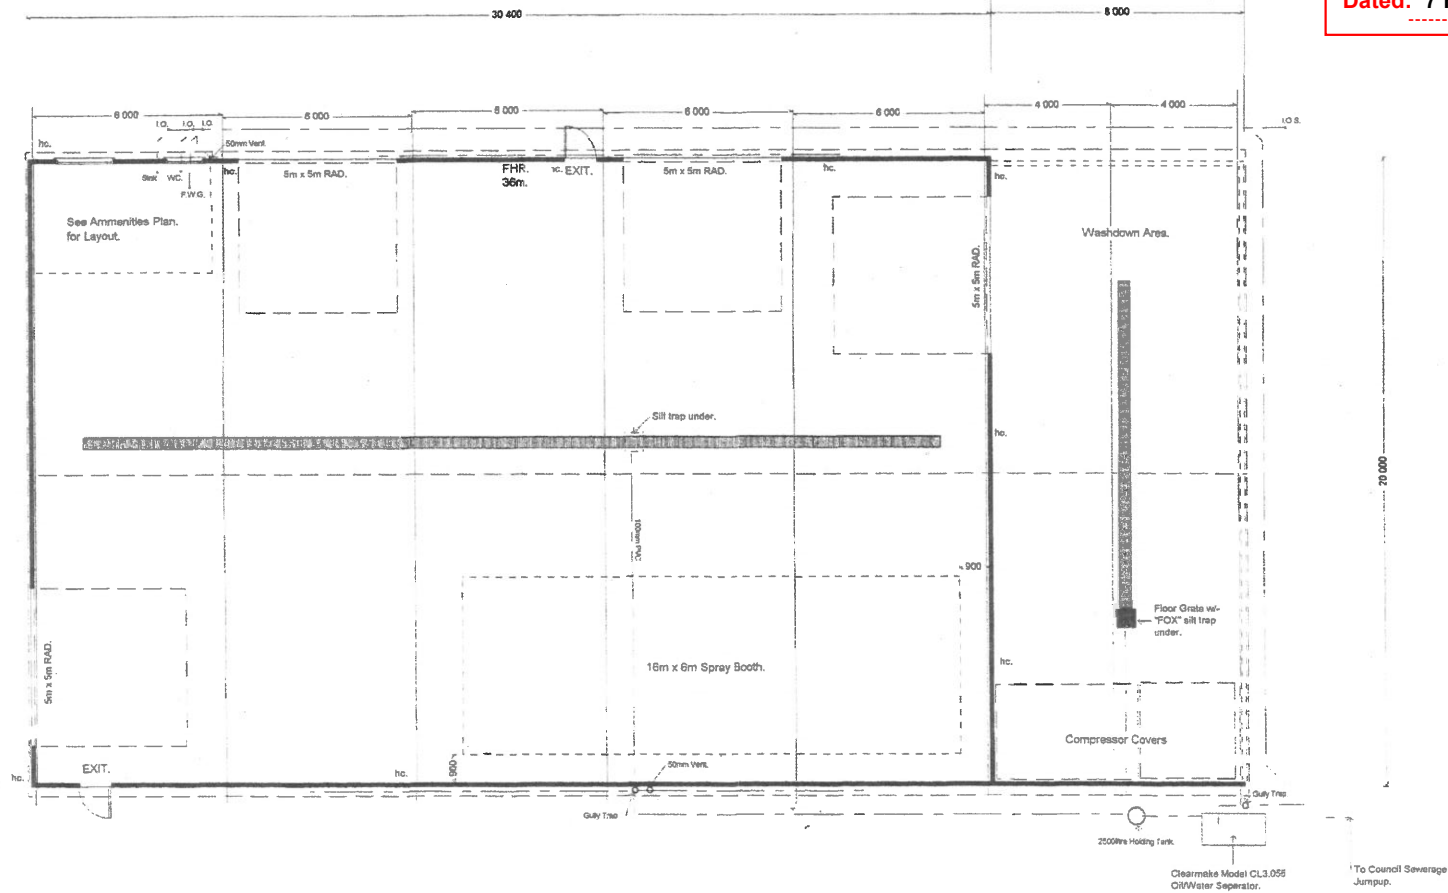 30 400
8 000
Dated: 7
6 000
6 000
6 000
6 000
6 000
4 000
4 000
I.O.
I.O.
I.O.
I.O S.
hc.
50mm Vent
Sink
WC.
F.W.G.
hc.
5m x 5m RAD.
FHR.
36m.
hc.
EXIT.
5m x 5m RAD.
hc.
hc.
See Ammenities Plan.
for Layout.
Washdown Area.
5m x 5m RAD.
Silt trap under.
hc.
20 000
100mm PVC
900
Floor Grate w/-
"FOX" silt trap
under.
5m x 5m RAD.
16m x 6m Spray Booth.
hc.
Compressor Covers
EXIT.
hc.
hc.
900
50mm Vent.
Gully Trap
Gully Trap
2500litre Holding Tank.
Clearmake Model CL3.056
Oil/Water Seperator.
To Council Sewerage
Jumpup.